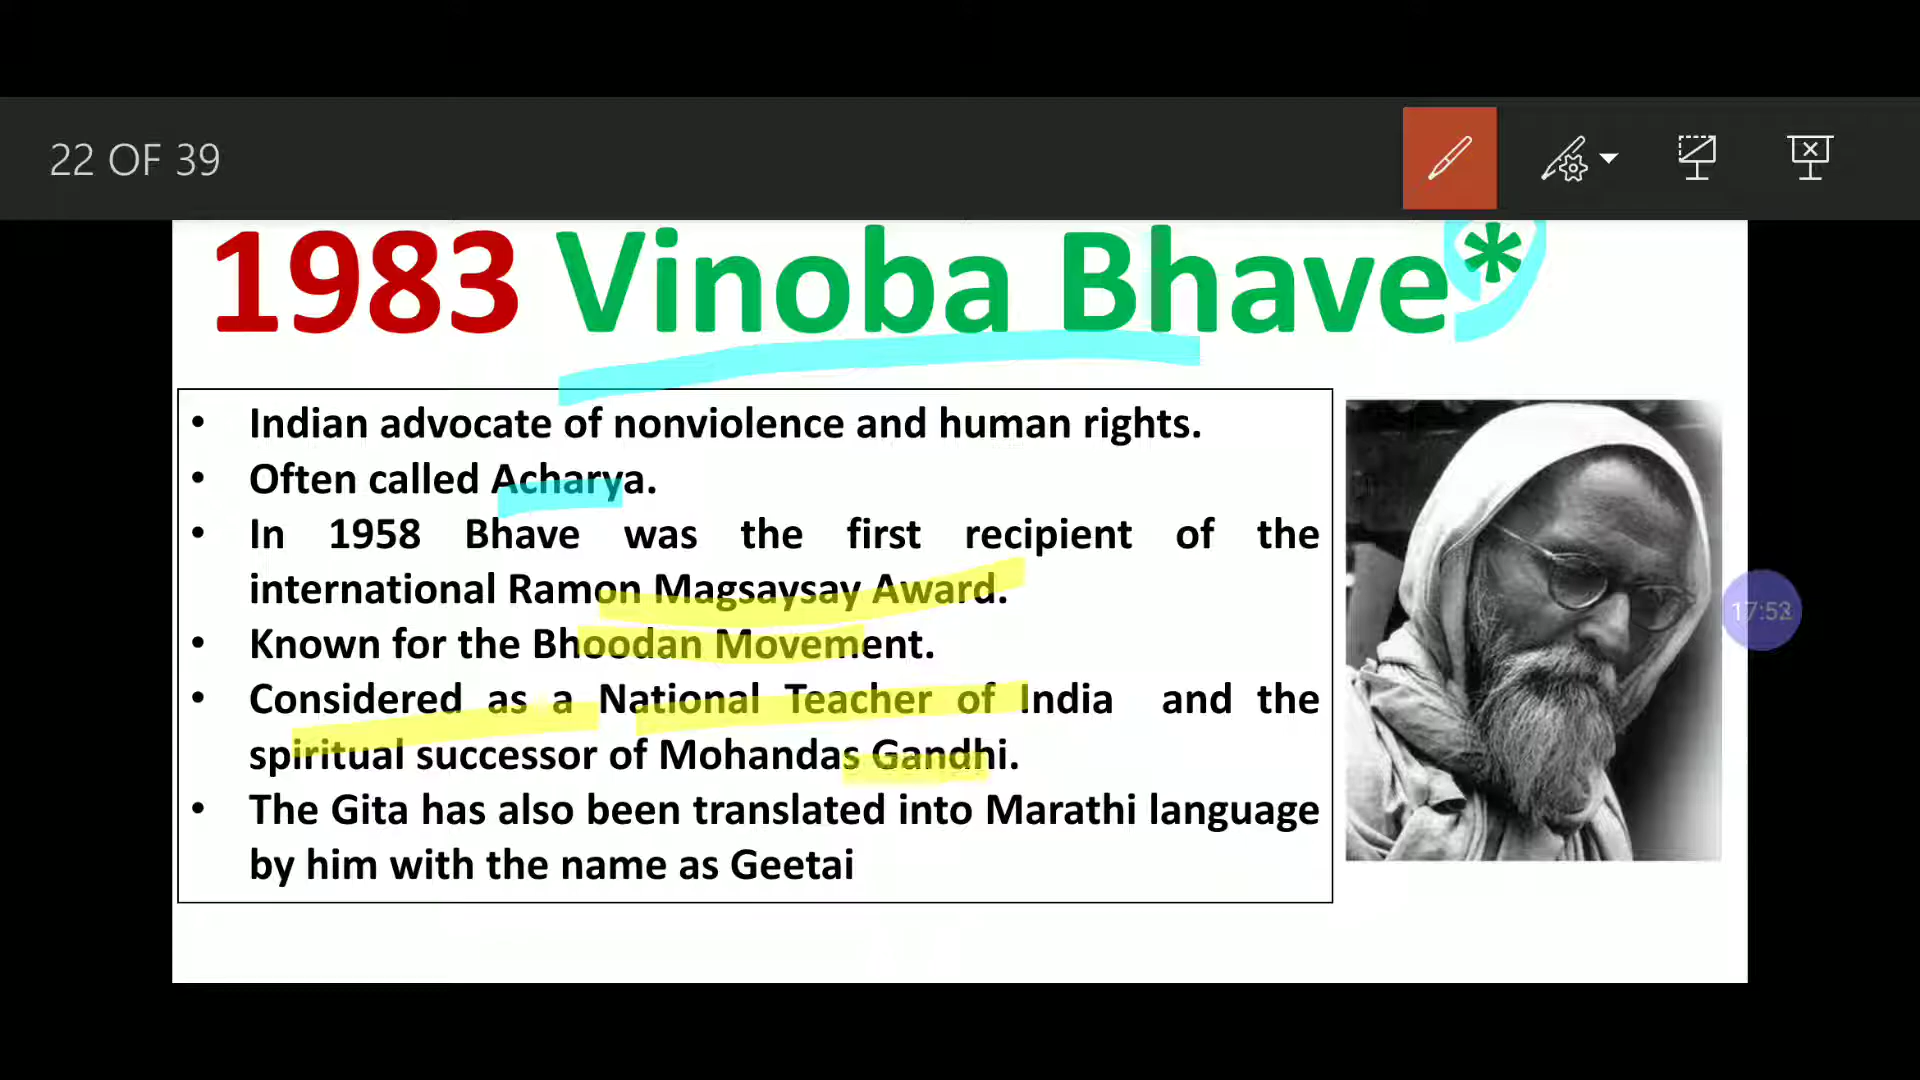 22 OF 39
1983 Vinoba Bhave*
• Indian advocate of nonviolence and human rights.
• Often called Acharya.
• In 1958 Bhave was the first recipient of the
international Ramon Magsaysay Award.
• Known for the Bhoodan Movement.
• Considered as a National Teacher of India and the
spiritual successor of Mohandas Gandhi.
• The Gita has also been translated into Marathi language
by him with the name as Geetai
17:53